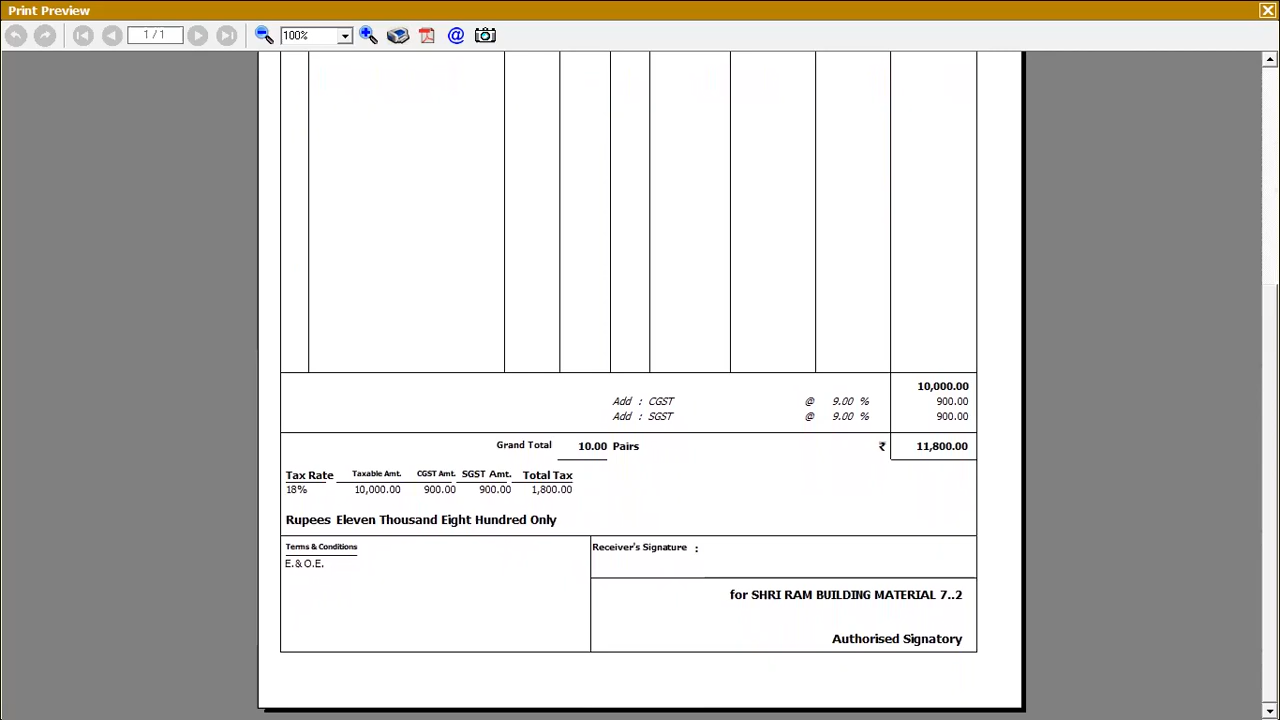 Print Preview
1 / 1
100%
10,000.00
Add : CGST @ 9.00 % 900.00
Add : SGST @ 9.00 % 900.00
Grand Total 10.00 Pairs ₹ 11,800.00
Tax Rate Taxable Amt. CGST Amt. SGST Amt. Total Tax
18% 10,000.00 900.00 900.00 1,800.00
Rupees Eleven Thousand Eight Hundred Only
Terms & Conditions
E.& O.E.
Receiver's Signature :
for SHRI RAM BUILDING MATERIAL 7..2
Authorised Signatory